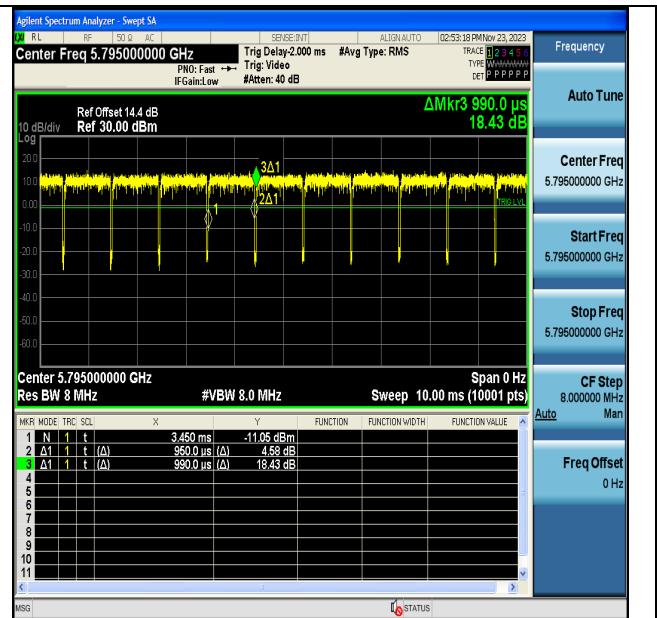 Agilent Spectrum Analyzer - Swept SA
RL RF 50 Ω AC SENSE:INT ALIGN AUTO 02:53:18 PM Nov 23, 2023
Center Freq 5.795000000 GHz Trig Delay-2.000 ms #Avg Type: RMS TRACE 1 2 3 4 5 6
PNO: Fast Trig: Video TYPE W
IFGain:Low #Atten: 40 dB DET P P P P P P
Frequency
Auto Tune
Center Freq
5.795000000 GHz
Start Freq
5.795000000 GHz
Stop Freq
5.795000000 GHz
CF Step
8.000000 MHz
Auto Man
Freq Offset
0 Hz
ΔMkr3 990.0 µs
18.43 dB
Ref Offset 14.4 dB
10 dB/div Ref 30.00 dBm
Log
20.0
10.0
0.00
-10.0
-20.0
-30.0
-40.0
-60.0
3Δ1
2Δ1
1
TRIG LVL
Center 5.795000000 GHz Span 0 Hz
Res BW 8 MHz #VBW 8.0 MHz Sweep 10.00 ms (10001 pts)
MKR MODE TRC SCL X Y FUNCTION FUNCTION WIDTH FUNCTION VALUE
1 N 1 t 3.450 ms -11.05 dBm
2 Δ1 1 t (Δ) 950.0 µs (Δ) 4.58 dB
3 Δ1 1 t (Δ) 990.0 µs (Δ) 18.43 dB
4
5
6
7
8
9
10
11
MSG STATUS